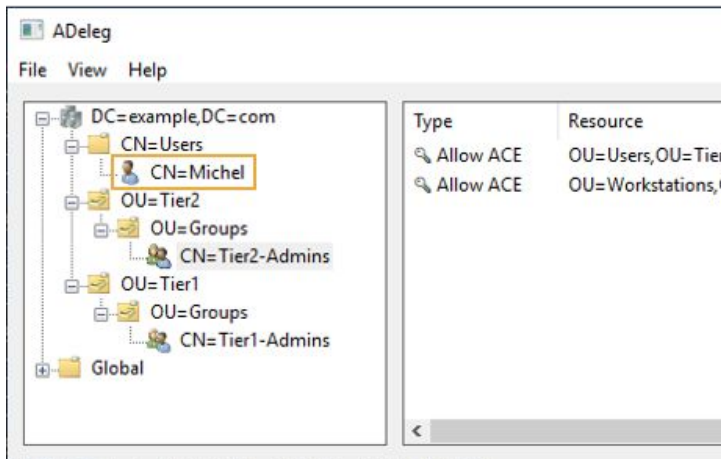 ADeleg
File View Help
DC=example,DC=com
CN=Users
CN=Michel
OU=Tier2
OU=Groups
CN=Tier2-Admins
OU=Tier1
OU=Groups
CN=Tier1-Admins
Global
Type Resource
Allow ACE OU=Users,OU=Tier
Allow ACE OU=Workstations,